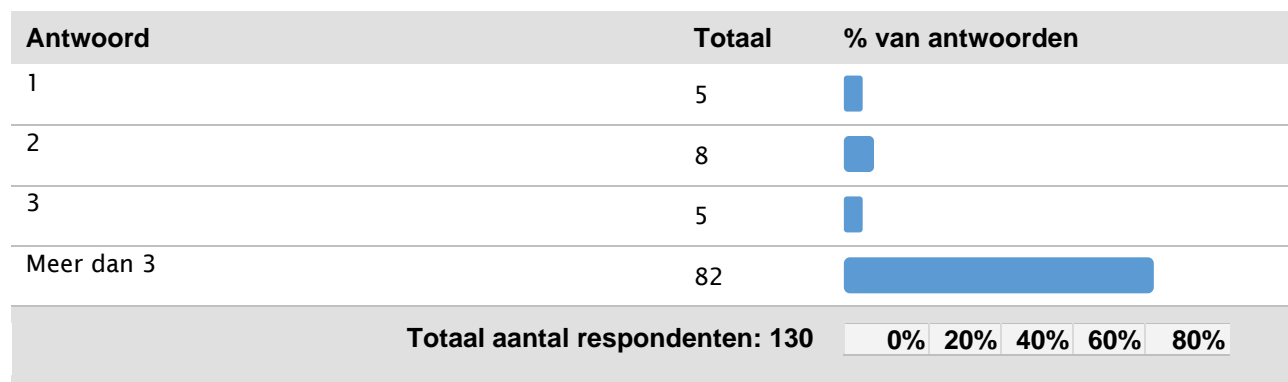 Antwoord Totaal % van antwoorden
1 5
2 8
3 5
Meer dan 3 82
Totaal aantal respondenten: 130 0% 20% 40% 60% 80%